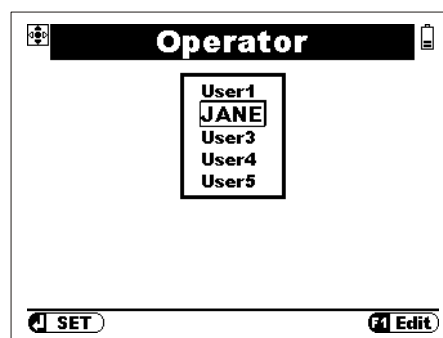 Operator
User1
JANE
User3
User4
User5
SET
F1 Edit